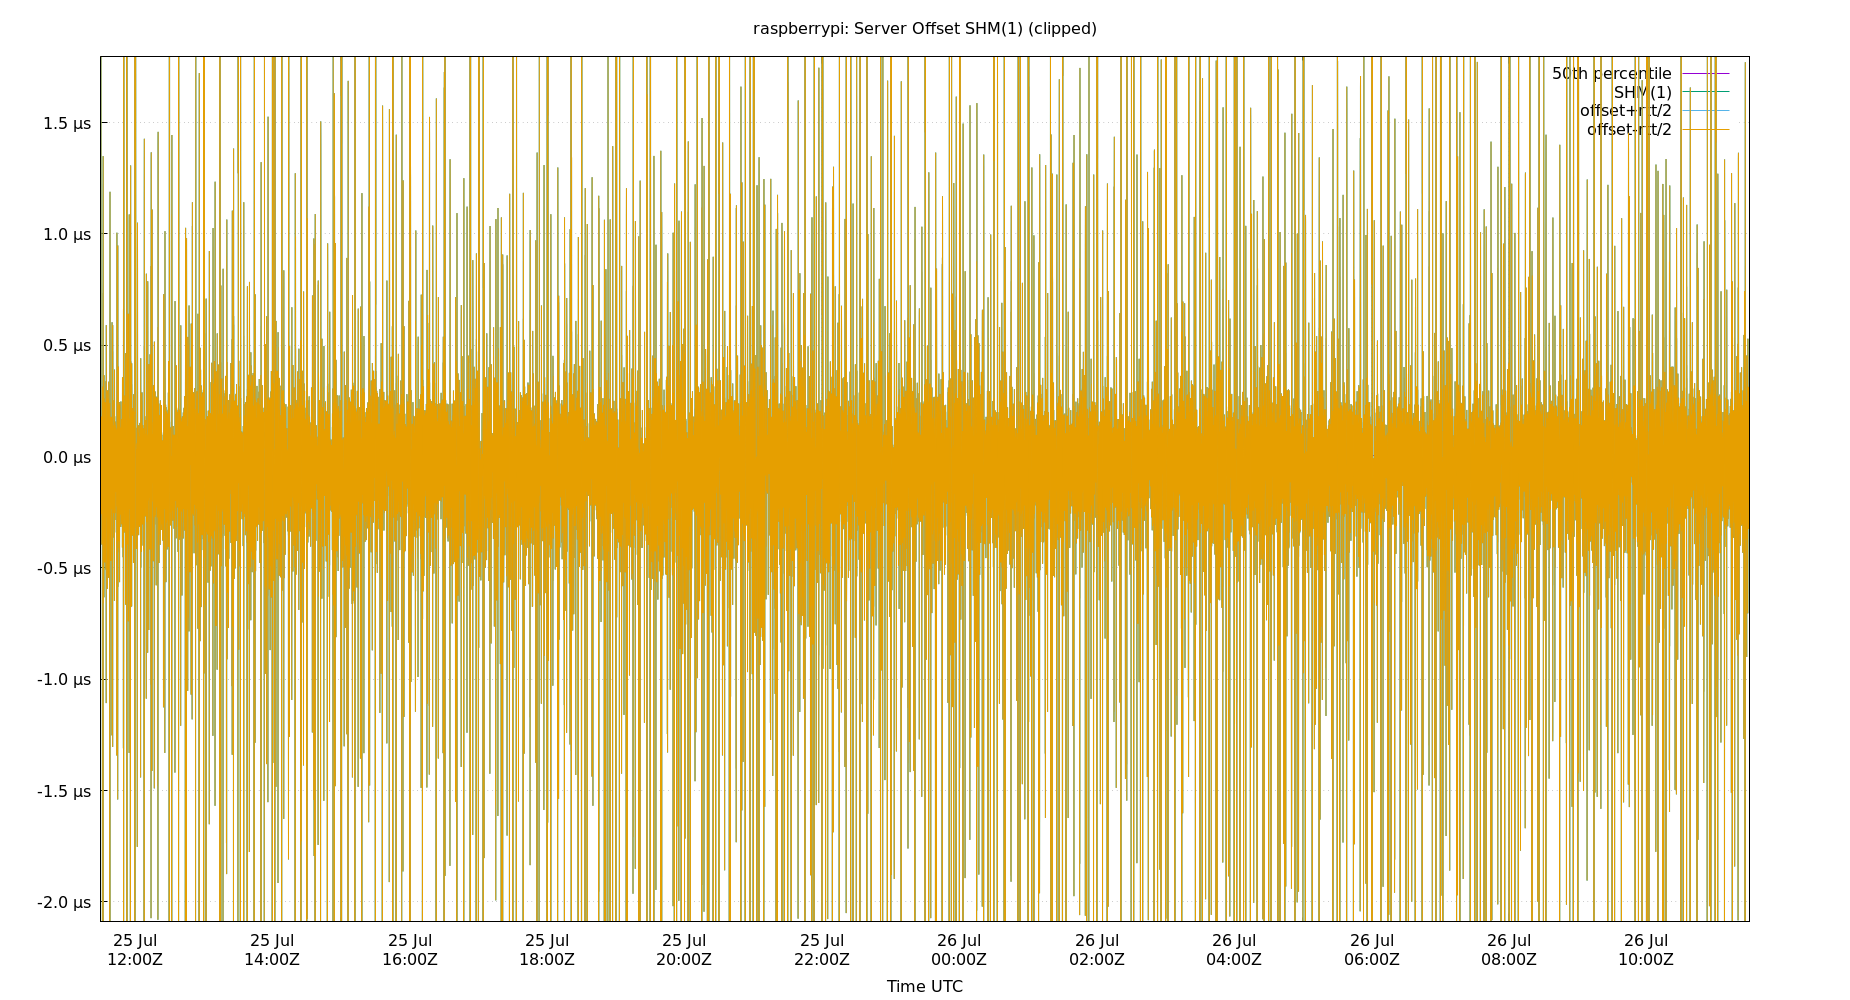 raspberrypi: Server Offset SHM(1) (clipped)
50th percentile
SHM(1)
offset+rtt/2
offset-rtt/2
1.5 µs
1.0 µs
0.5 µs
0.0 µs
-0.5 µs
-1.0 µs
-1.5 µs
-2.0 µs
25 Jul 25 Jul 25 Jul 25 Jul 25 Jul 25 Jul 26 Jul 26 Jul 26 Jul 26 Jul 26 Jul 26 Jul
12:00Z 14:00Z 16:00Z 18:00Z 20:00Z 22:00Z 00:00Z 02:00Z 04:00Z 06:00Z 08:00Z 10:00Z
Time UTC